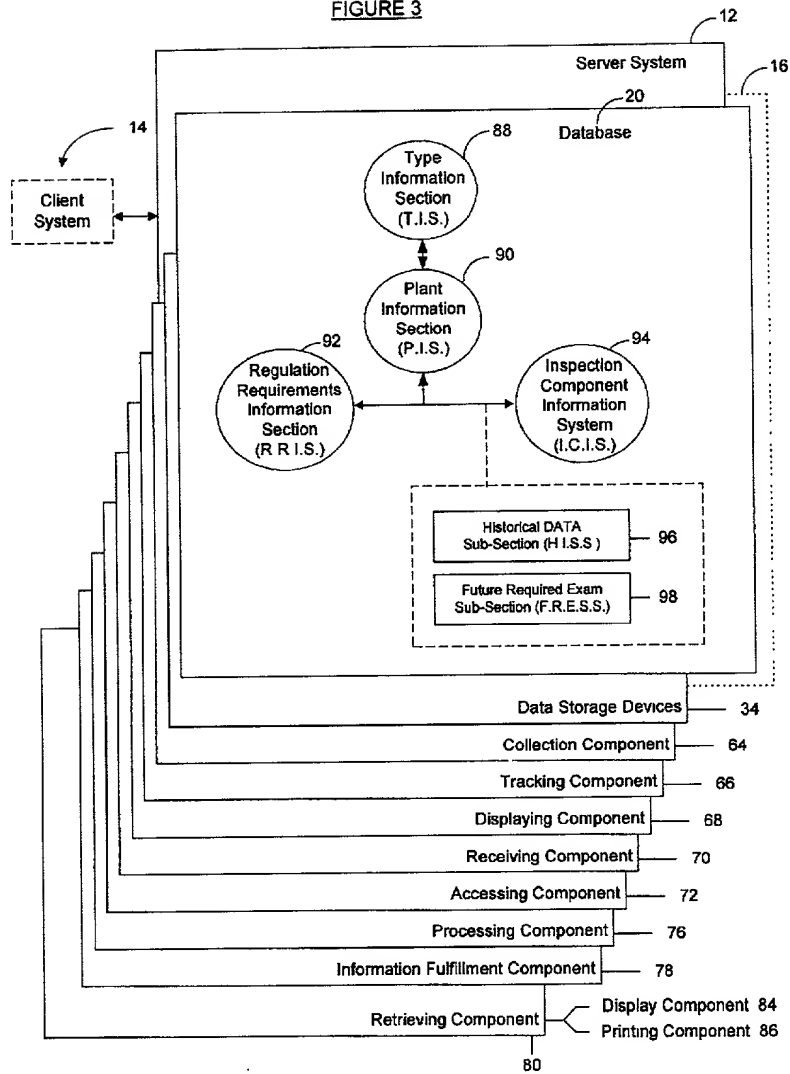 FIGURE 3
12
Server System
16
20
Database
14
Client
System
88
Type
Information
Section
(T.I.S.)
90
Plant
Information
Section
(P.I.S.)
92
Regulation
Requirements
Information
Section
(R R I.S.)
94
Inspection
Component
Information
System
(I.C.I.S.)
Historical DATA
Sub-Section (H I.S.S )
96
Future Required Exam
Sub-Section (F.R.E.S.S.)
98
Data Storage Devices
34
Collection Component
64
Tracking Component
66
Displaying Component
68
Receiving Component
70
Accessing Component
72
Processing Component
76
Information Fulfillment Component
78
Retrieving Component
Display Component 84
Printing Component 86
80